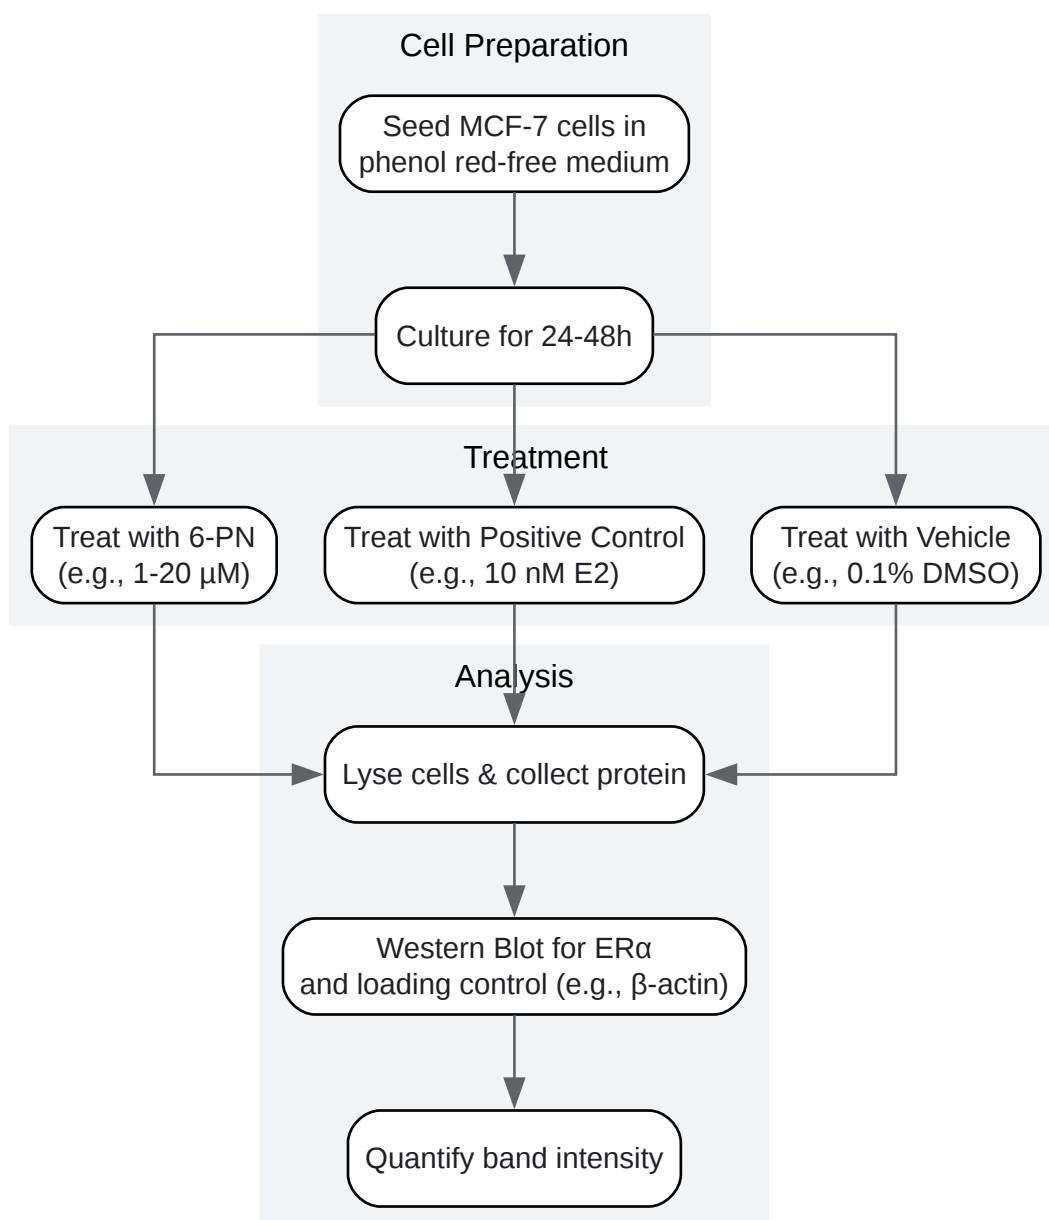 Cell Preparation
Seed MCF-7 cells in
phenol red-free medium
Culture for 24-48h
Treatment
Treat with 6-PN
(e.g., 1-20 µM)
Treat with Positive Control
(e.g., 10 nM E2)
Treat with Vehicle
(e.g., 0.1% DMSO)
Analysis
Lyse cells & collect protein
Western Blot for ERα
and loading control (e.g., β-actin)
Quantify band intensity